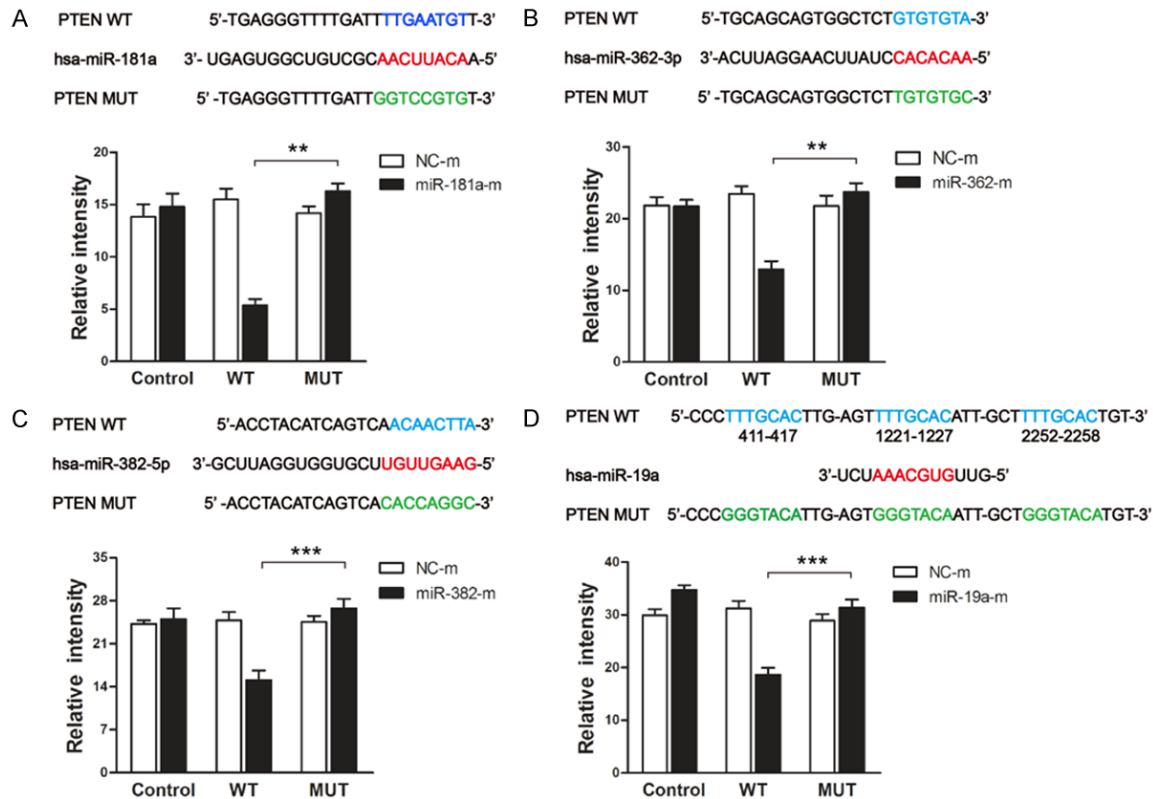 A
PTEN WT 5'-TGAGGGTTTTGATTTTGAATGTT-3'
hsa-miR-181a 3'- UGAGUGGCUGUCGCAACUUACAA-5'
PTEN MUT 5' -TGAGGGTTTTGATTGGTCCGTGT-3'
**
NC-m
miR-181a-m
Relative intensity
20
15
10
5
0
Control WT MUT
B
PTEN WT 5'-TGCAGCAGTGGCTCTGTGTGTA-3'
hsa-miR-362-3p 3'-ACUUAGGAACUUAUCCACACAA-5'
PTEN MUT 5' -TGCAGCAGTGGCTCTTGTGTGC-3'
**
NC-m
miR-362-m
Relative intensity
30
20
10
0
Control WT MUT
C
PTEN WT 5'-ACCTACATCAGTCAACAACTTA-3'
hsa-miR-382-5p 3'-GCUUAGGUGGUGCUUGUUGAAG-5'
PTEN MUT 5' -ACCTACATCAGTCACACCAGGC-3'
***
NC-m
miR-382-m
Relative intensity
35
28
21
14
7
0
Control WT MUT
D
PTEN WT 5'-CCCTTTGCACTTG-AGTTTTGCACATT-GCTTTTGCACTGT-3'
411-417 1221-1227 2252-2258
hsa-miR-19a 3'-UCUAAACGUGUUG-5'
PTEN MUT 5'-CCCGGGTACATTG-AGTGGGTACAATT-GCTGGGTACATGT-3'
***
NC-m
miR-19a-m
Relative intensity
40
30
20
10
0
Control WT MUT